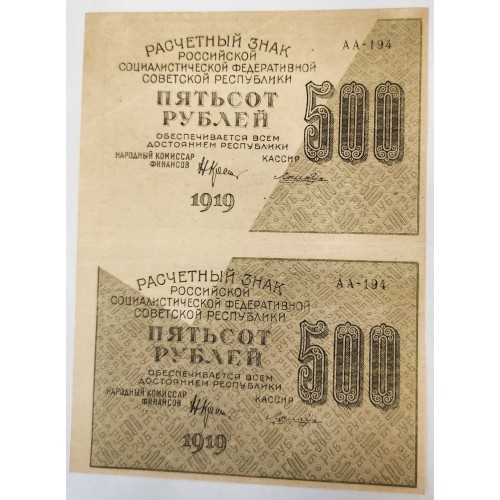 РАСЧЕТНЫЙ ЗНАК
РОССИЙСКОЙ
СОЦИАЛИСТИЧЕСКОЙ ФЕДЕРАТИВНОЙ
СОВЕТСКОЙ РЕСПУБЛИКИ
АА-194
ПЯТЬСОТ
РУБЛЕЙ
500
ОБЕСПЕЧИВАЕТСЯ ВСЕМ
ДОСТОЯНИЕМ РЕСПУБЛИКИ
НАРОДНЫЙ КОМИССАР
ФИНАНСОВ
КАССИР
1919
РАСЧЕТНЫЙ ЗНАК
РОССИЙСКОЙ
СОЦИАЛИСТИЧЕСКОЙ ФЕДЕРАТИВНОЙ
СОВЕТСКОЙ РЕСПУБЛИКИ
АА-194
ПЯТЬСОТ
РУБЛЕЙ
500
ОБЕСПЕЧИВАЕТСЯ ВСЕМ
ДОСТОЯНИЕМ РЕСПУБЛИКИ
НАРОДНЫЙ КОМИССАР
ФИНАНСОВ
КАССИР
1919